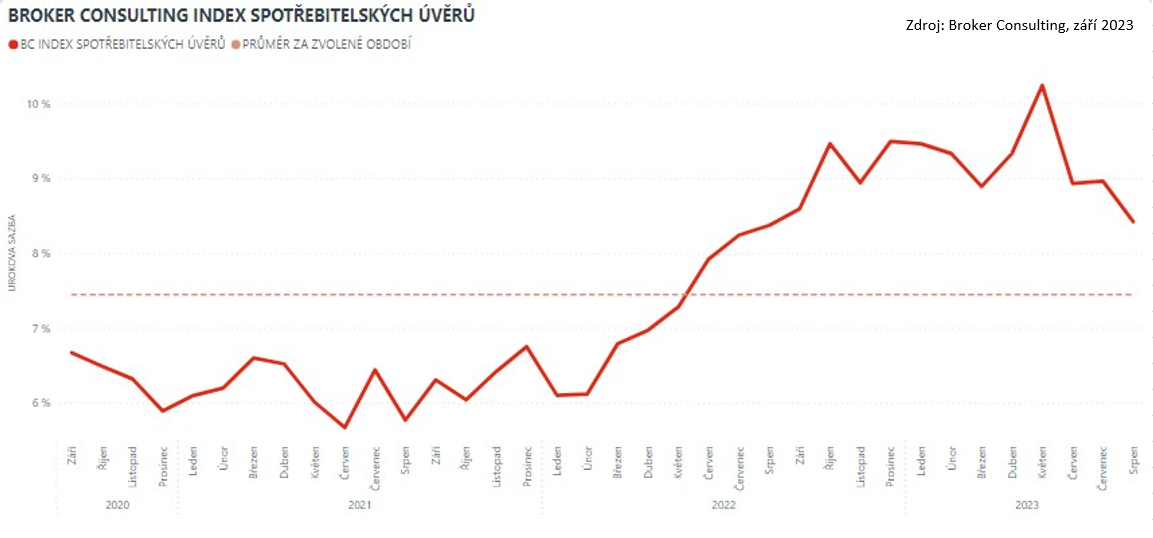 BROKER CONSULTING INDEX SPOTŘEBITELSKÝCH ÚVĚRŮ
Zdroj: Broker Consulting, září 2023
BC INDEX SPOTŘEBITELSKÝCH ÚVĚRŮ PRŮMĚR ZA ZVOLENÉ OBDOBÍ
10 %
9 %
8 %
7 %
6 %
UROKOVA SAZBA
Září
Říjen
Listopad
Prosinec
Leden
Únor
Březen
Duben
Květen
Červen
Červenec
Srpen
Září
Říjen
Listopad
Prosinec
Leden
Únor
Březen
Duben
Květen
Červen
Červenec
Srpen
Září
Říjen
Listopad
Prosinec
Leden
Únor
Březen
Duben
Květen
Červen
Červenec
Srpen
2020 2021 2022 2023